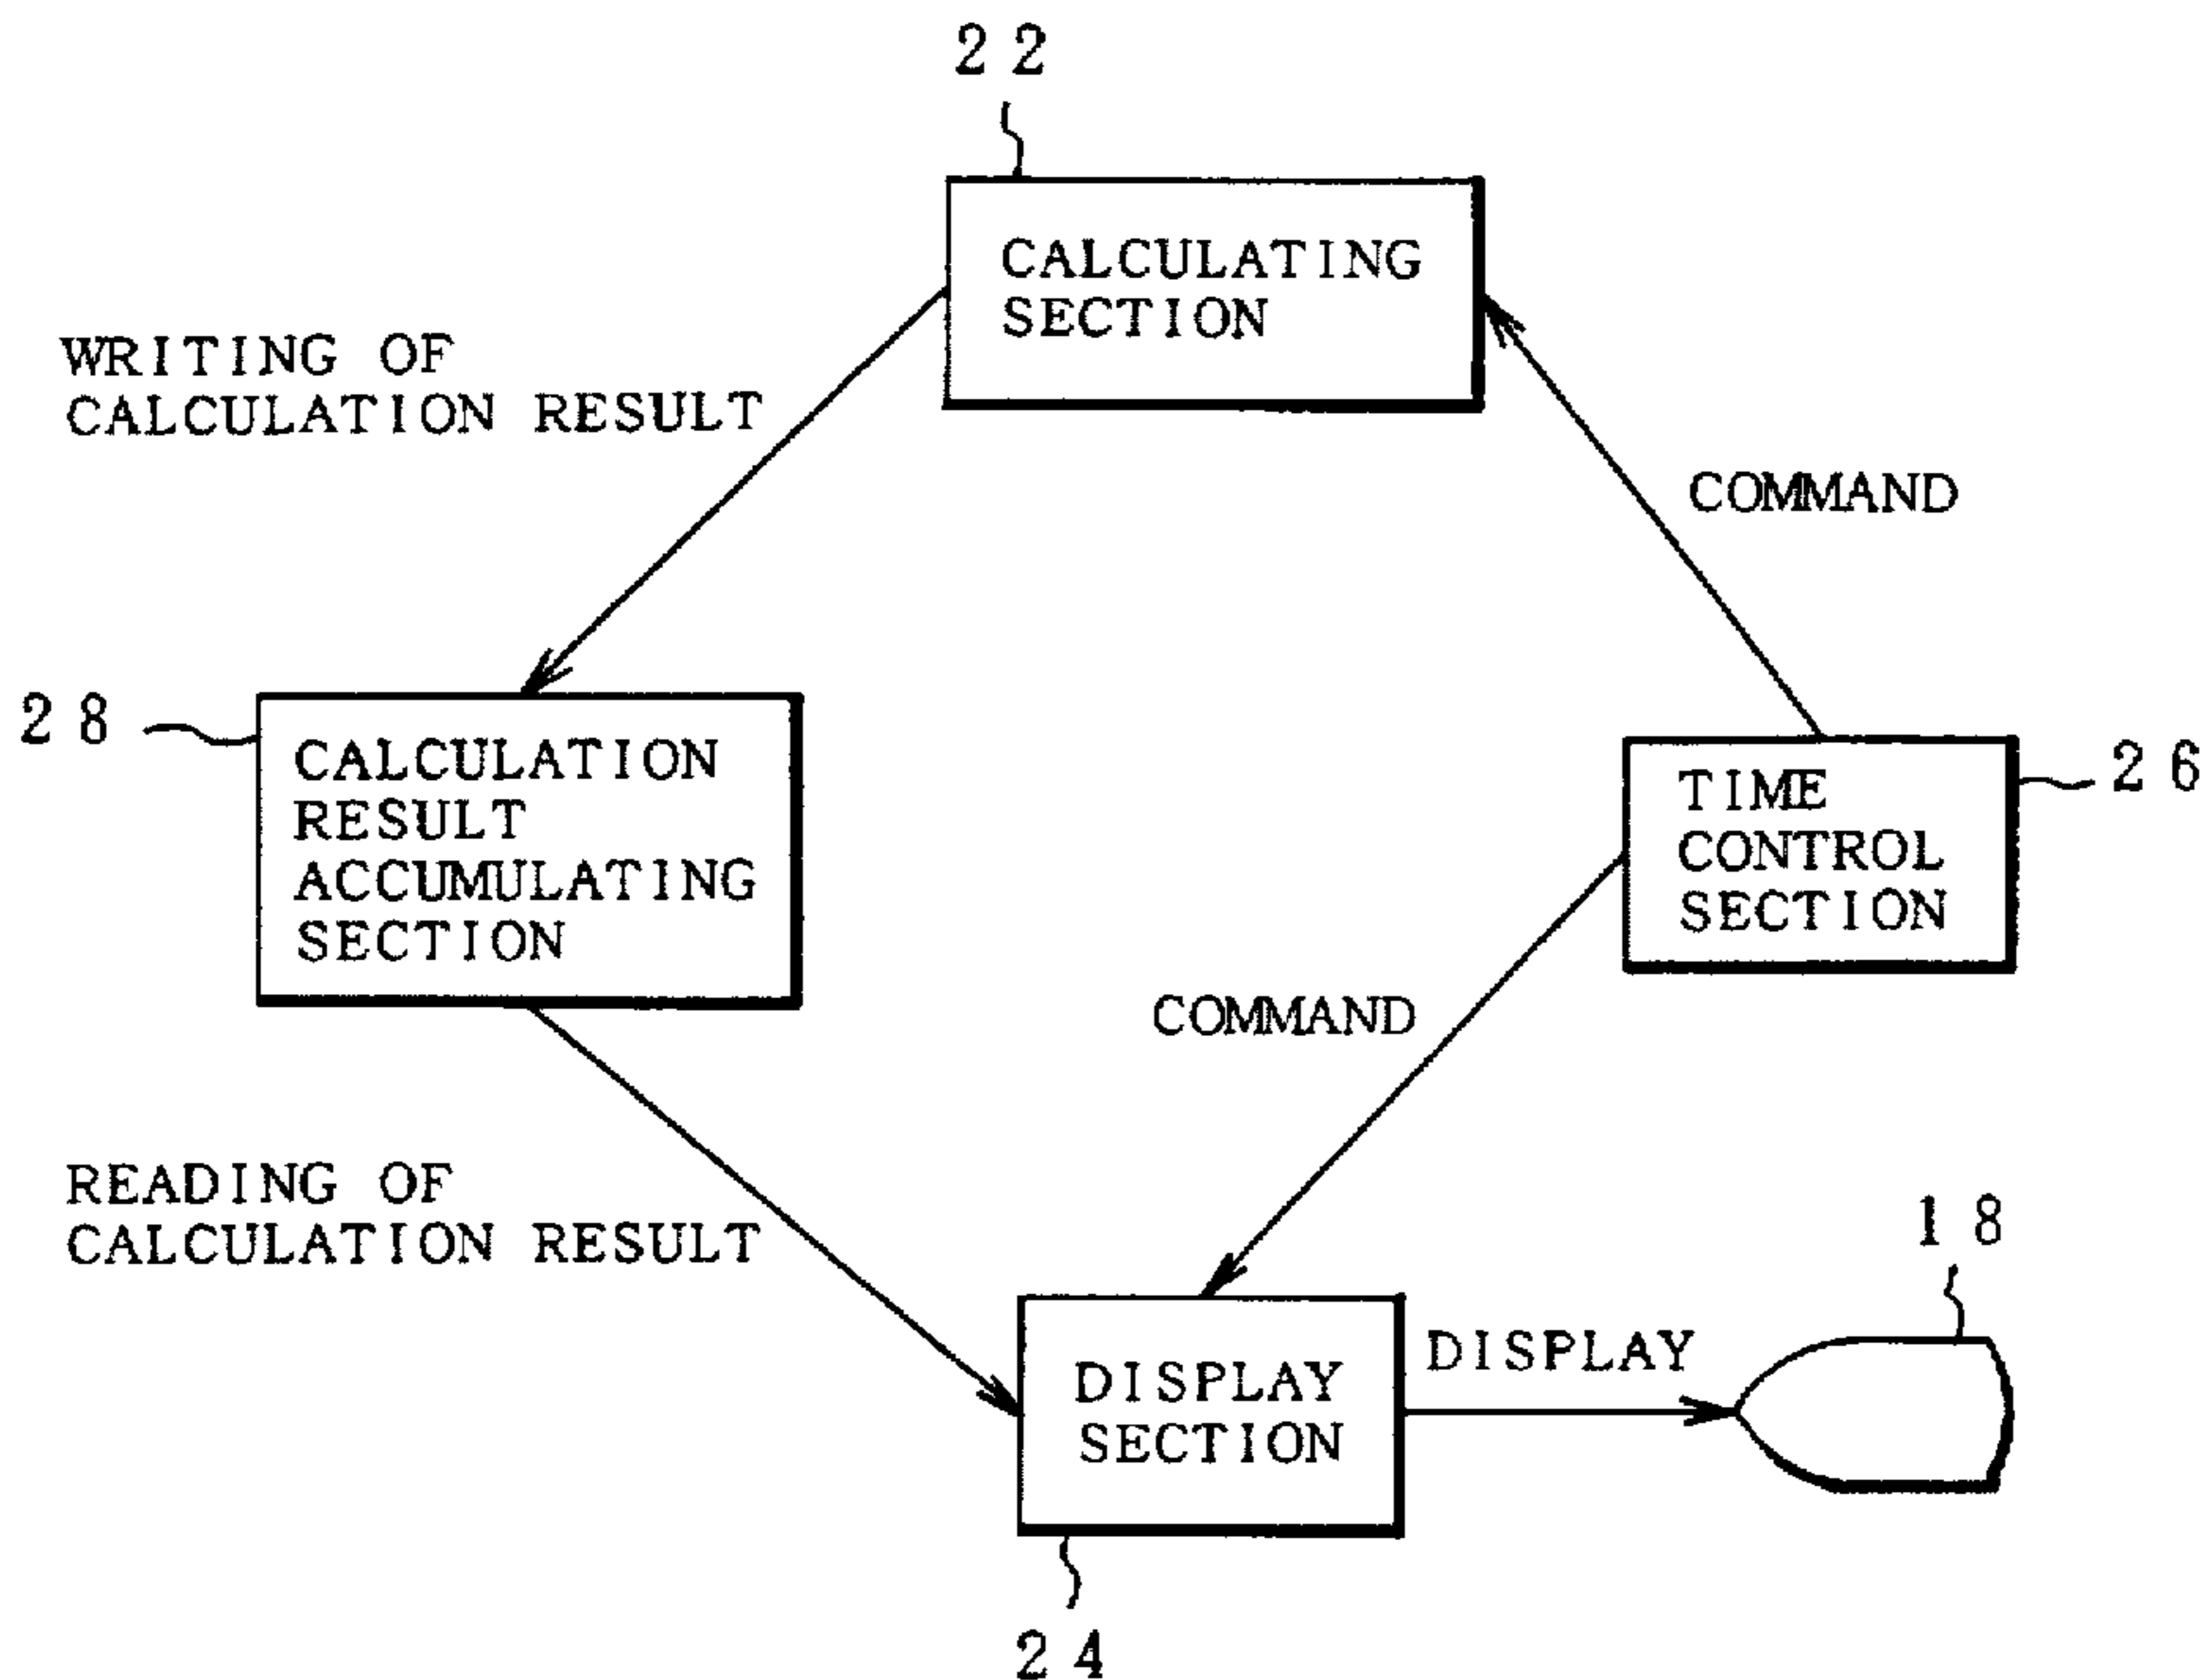 22
CALCULATING
SECTION
WRITING OF
CALCULATION RESULT
COMMAND
28
CALCULATION
RESULT
ACCUMULATING
SECTION
TIME
CONTROL
SECTION
26
COMMAND
READING OF
CALCULATION RESULT
18
DISPLAY
SECTION
DISPLAY
24